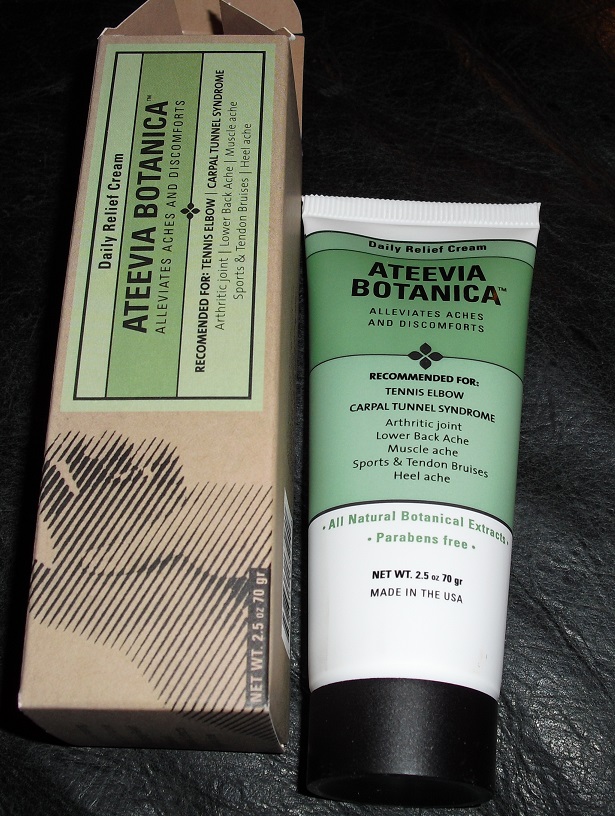 Daily Relief Cream
ATEEVIA BOTANICA™
ALLEVIATES ACHES AND DISCOMFORTS
RECOMENDED FOR: TENNIS ELBOW | CARPAL TUNNEL SYNDROME
Arthritic joint | Lower Back Ache | Muscle ache
Sports & Tendon Bruises | Heel ache
NET WT. 2.5 oz 70 gr
Daily Relief Cream
ATEEVIA
BOTANICA™
ALLEVIATES ACHES
AND DISCOMFORTS
RECOMMENDED FOR:
TENNIS ELBOW
CARPAL TUNNEL SYNDROME
Arthritic joint
Lower Back Ache
Muscle ache
Sports & Tendon Bruises
Heel ache
• All Natural Botanical Extracts •
• Parabens free •
NET WT. 2.5 oz 70 gr
MADE IN THE USA